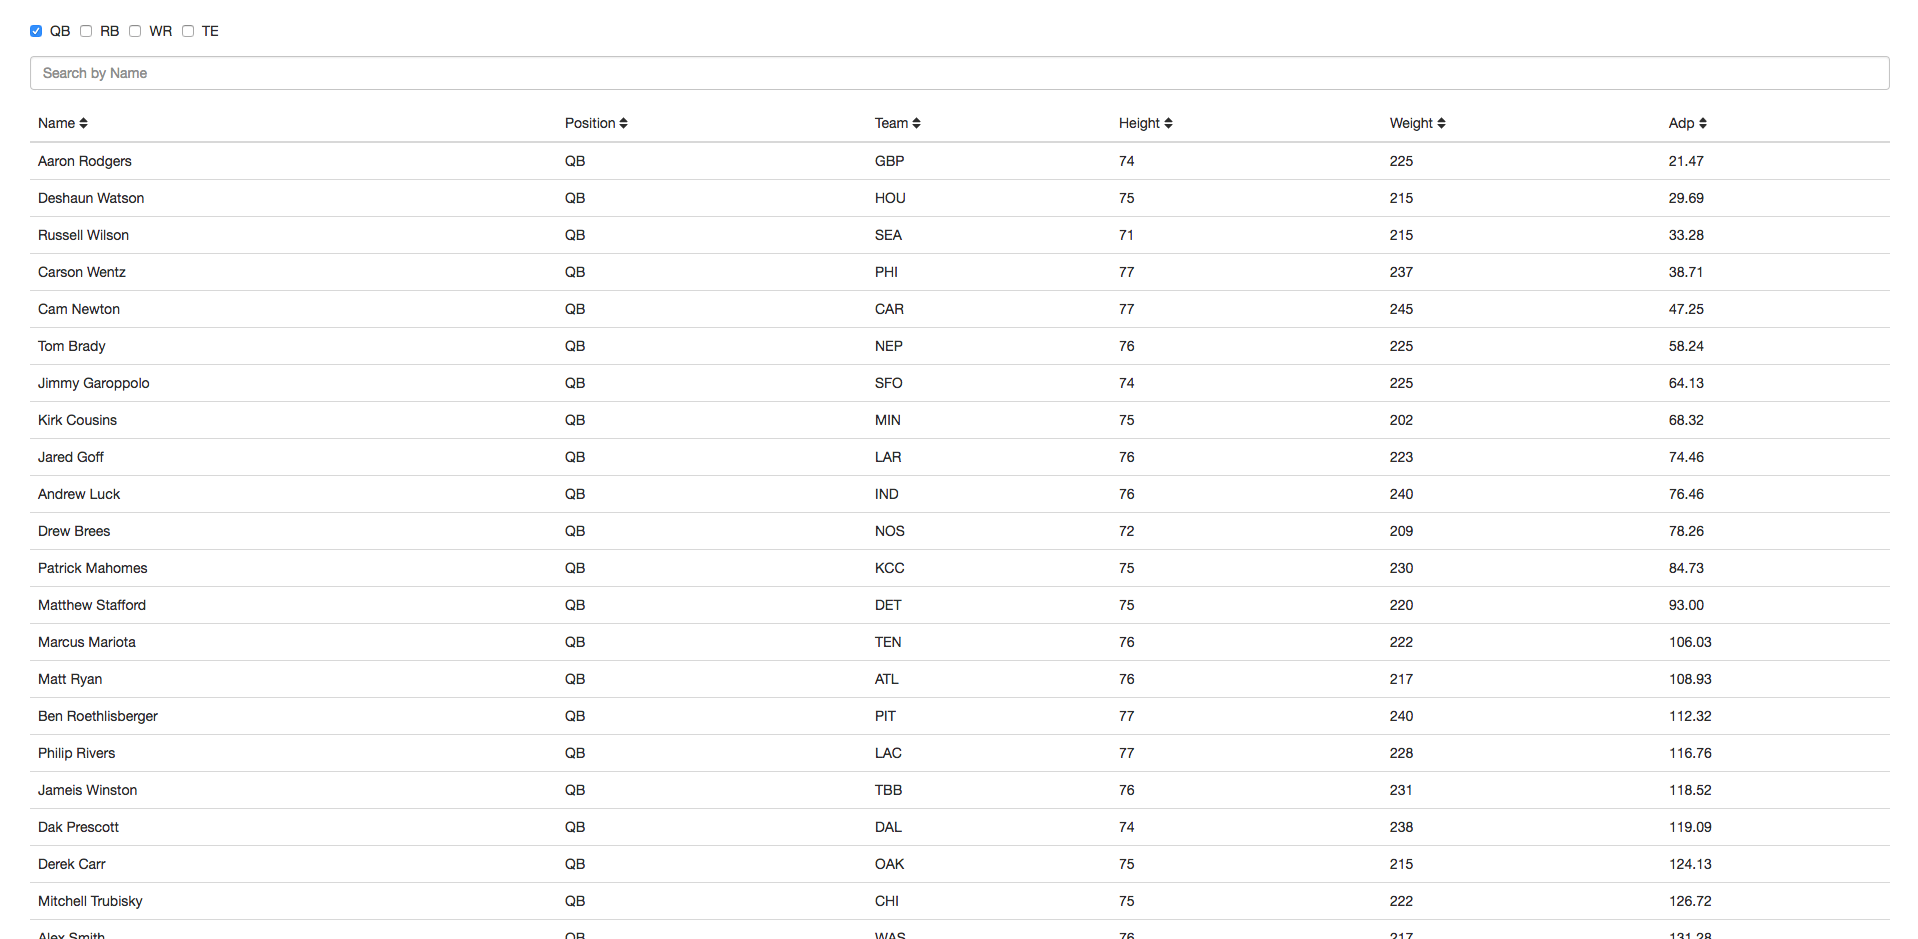 QB RB WR TE
Search by Name
Name Position Team Height Weight Adp
Aaron Rodgers QB GBP 74 225 21.47
Deshaun Watson QB HOU 75 215 29.69
Russell Wilson QB SEA 71 215 33.28
Carson Wentz QB PHI 77 237 38.71
Cam Newton QB CAR 77 245 47.25
Tom Brady QB NEP 76 225 58.24
Jimmy Garoppolo QB SFO 74 225 64.13
Kirk Cousins QB MIN 75 202 68.32
Jared Goff QB LAR 76 223 74.46
Andrew Luck QB IND 76 240 76.46
Drew Brees QB NOS 72 209 78.26
Patrick Mahomes QB KCC 75 230 84.73
Matthew Stafford QB DET 75 220 93.00
Marcus Mariota QB TEN 76 222 106.03
Matt Ryan QB ATL 76 217 108.93
Ben Roethlisberger QB PIT 77 240 112.32
Philip Rivers QB LAC 77 228 116.76
Jameis Winston QB TBB 76 231 118.52
Dak Prescott QB DAL 74 238 119.09
Derek Carr QB OAK 75 215 124.13
Mitchell Trubisky QB CHI 75 222 126.72
Alex Smith QB WAS 76 217 131.28